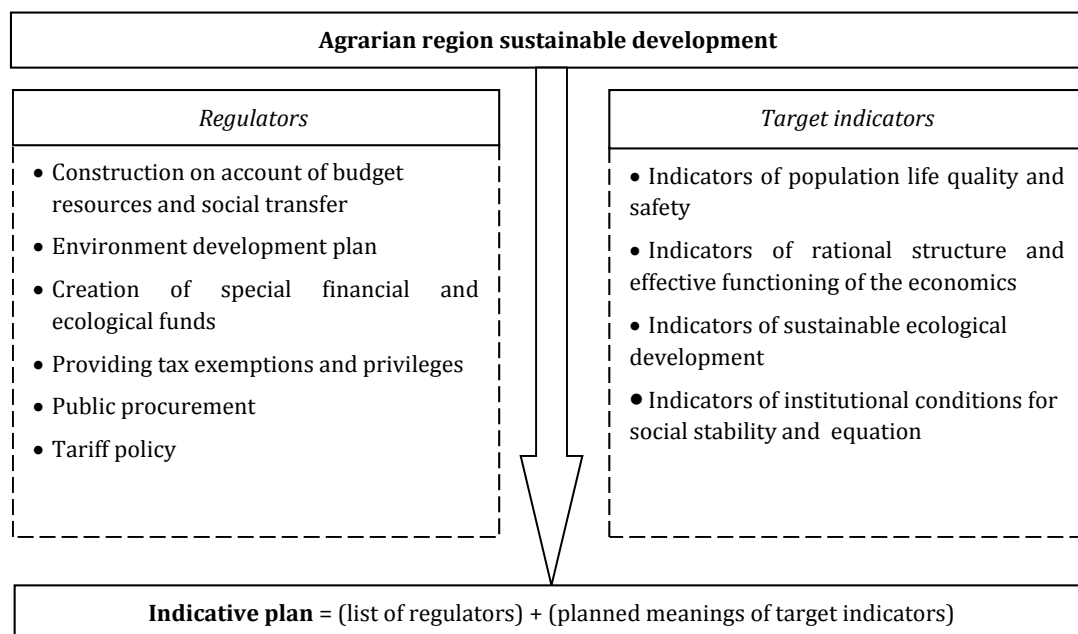 Agrarian region sustainable development
Regulators
• Construction on account of budget
resources and social transfer
• Environment development plan
• Creation of special financial and
ecological funds
• Providing tax exemptions and privileges
• Public procurement
• Tariff policy
Target indicators
• Indicators of population life quality and
safety
• Indicators of rational structure and
effective functioning of the economics
• Indicators of sustainable ecological
development
• Indicators of institutional conditions for
social stability and equation
Indicative plan = (list of regulators) + (planned meanings of target indicators)